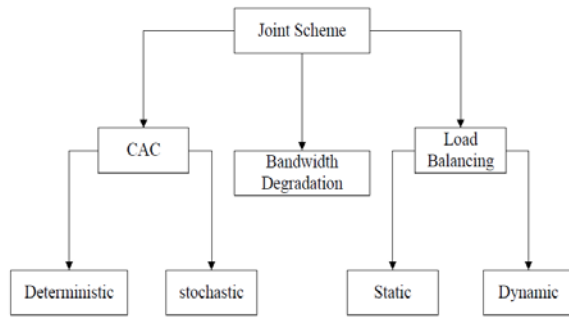 Joint Scheme
CAC
Bandwidth
Degradation
Load
Balancing
Deterministic
stochastic
Static
Dynamic